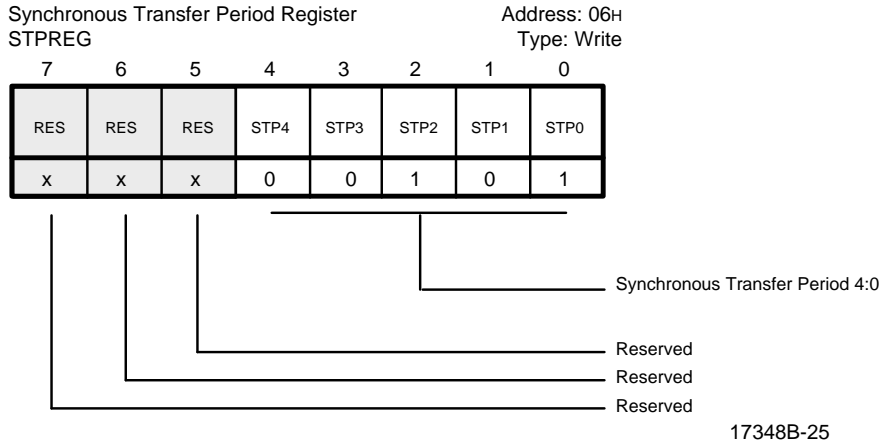 Synchronous Transfer Period Register Address: 06H
STPREG Type: Write
7 6 5 4 3 2 1 0
RES RES RES STP4 STP3 STP2 STP1 STP0
x x x 0 0 1 0 1
Synchronous Transfer Period 4:0
Reserved
Reserved
Reserved
17348B-25